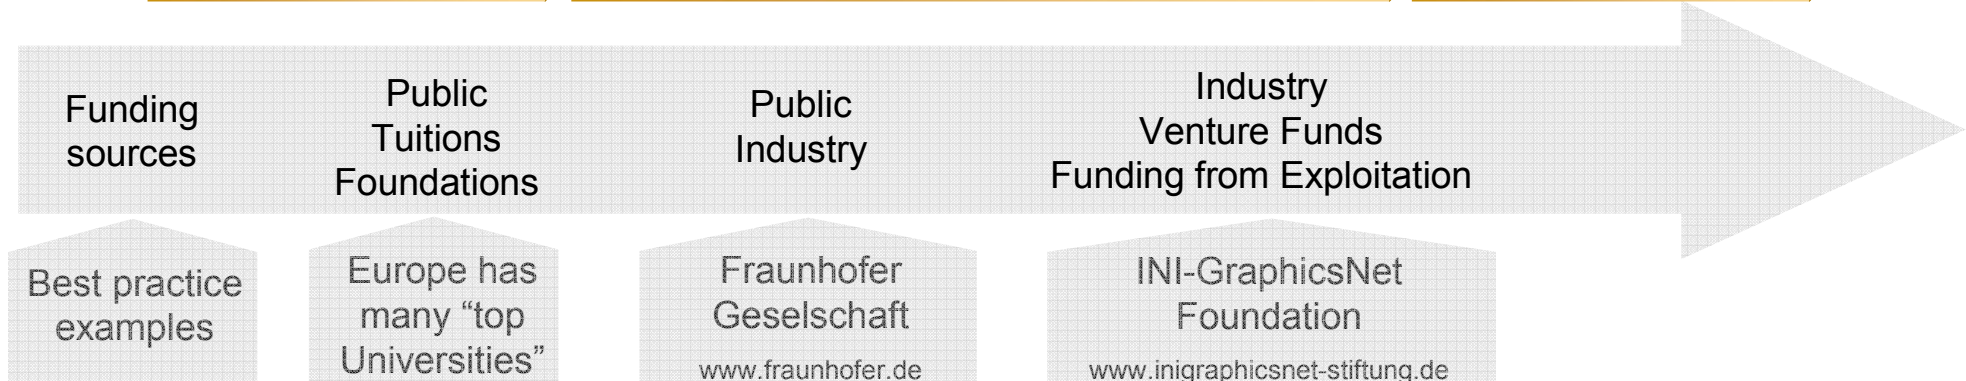 Funding
sources
Public
Tuitions
Foundations
Public
Industry
Industry
Venture Funds
Funding from Exploitation
Best practice
examples
Europe has
many “top
Universities”
Fraunhofer
Geselschaft
www.fraunhofer.de
INI-GraphicsNet
Foundation
www.inigraphicsnet-stiftung.de